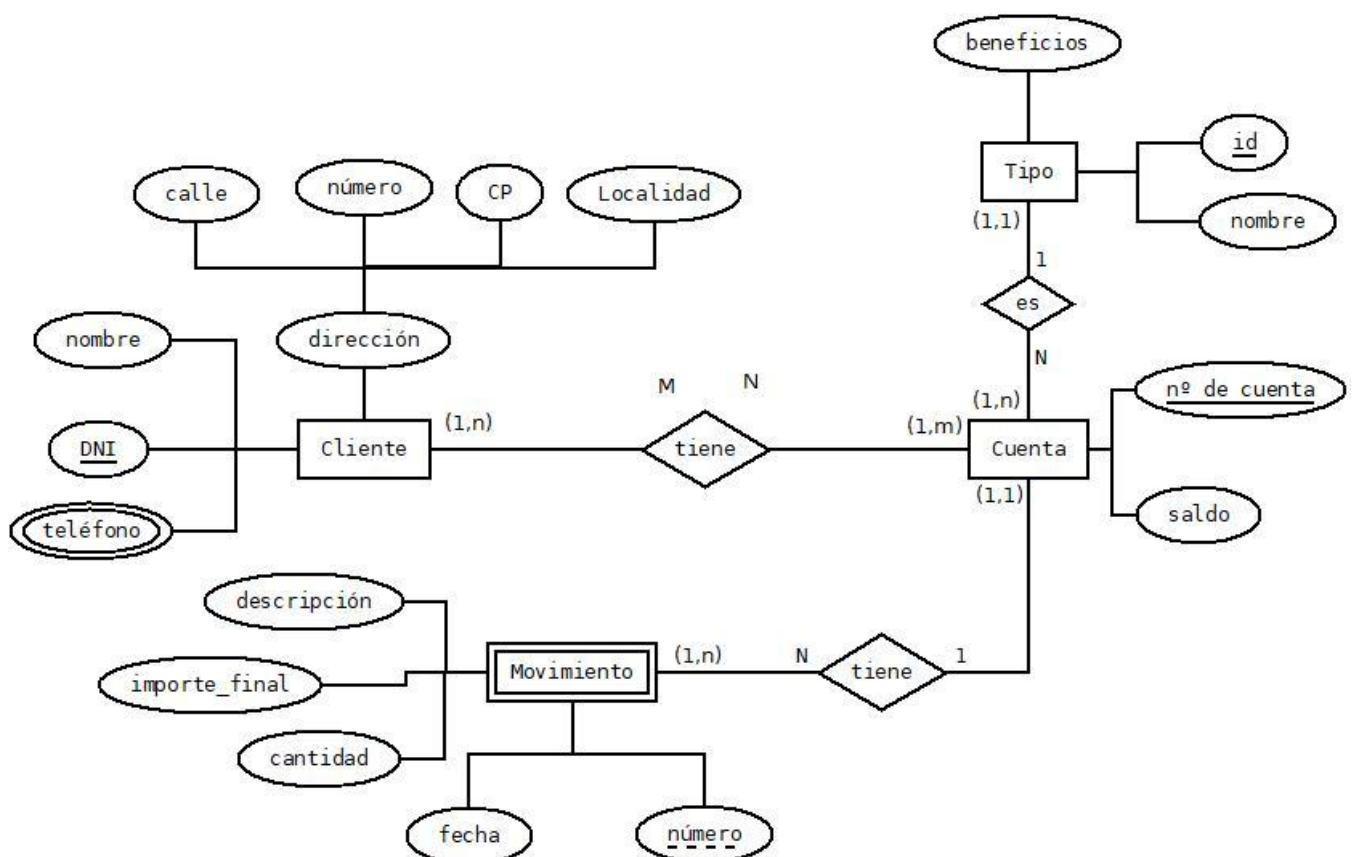 beneficios
id
Tipo
nombre
(1,1)
1
es
N
(1,n)
calle
número
CP
Localidad
nombre
dirección
DNI
Cliente
(1,n)
M
N
tiene
(1,m)
Cuenta
(1,1)
nº de cuenta
saldo
teléfono
descripción
importe_final
cantidad
Movimiento
(1,n)
N
tiene
1
fecha
número